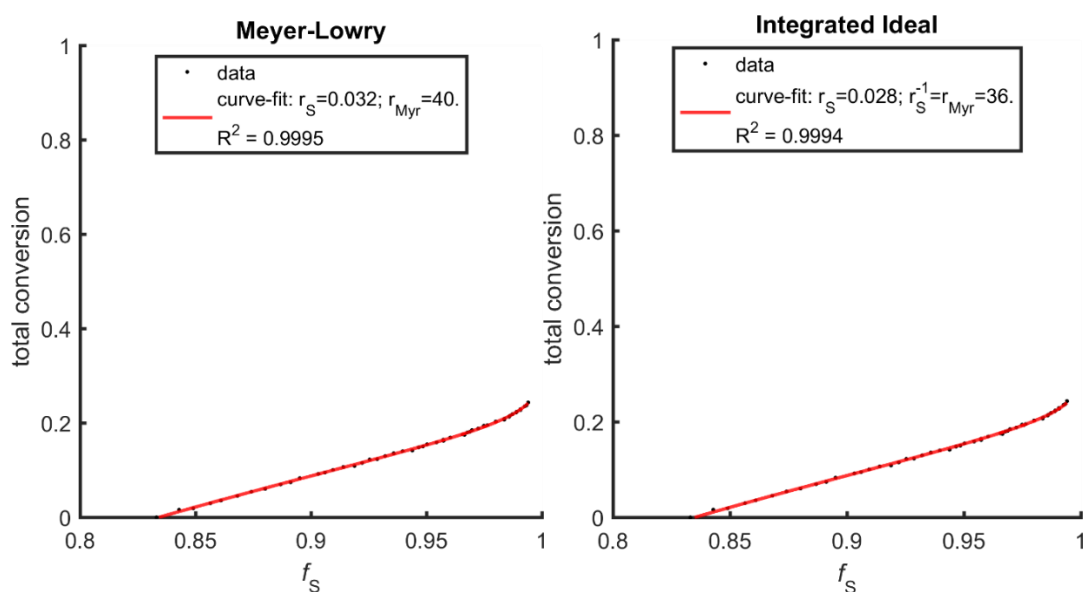 Meyer-Lowry
data
curve-fit: r_S=0.032; r_Myr=40.
R^2 = 0.9995
total conversion
1
0.8
0.6
0.4
0.2
0
0.8 0.85 0.9 0.95 1
f_S
Integrated Ideal
data
curve-fit: r_S=0.028; r_S^-1=r_Myr=36.
R^2 = 0.9994
total conversion
1
0.8
0.6
0.4
0.2
0
0.8 0.85 0.9 0.95 1
f_S